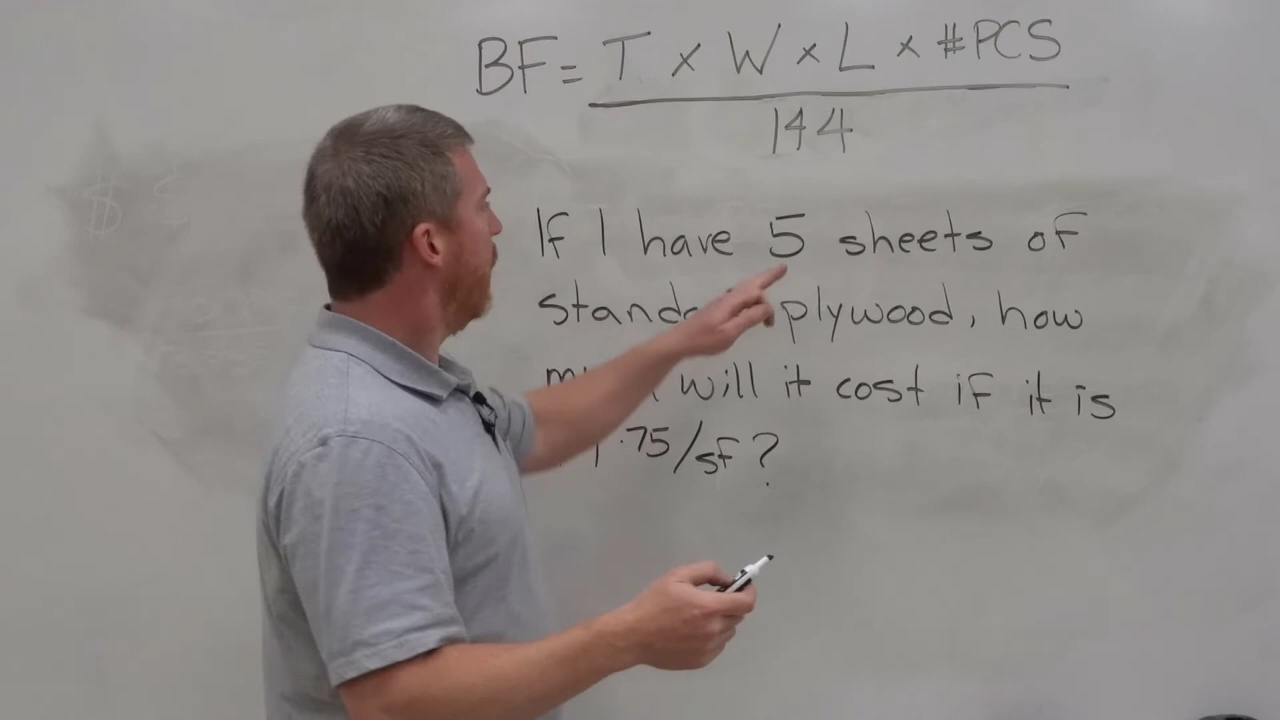 BF = T × W × L × #PCS
144
If I have 5 sheets of
plywood, how
will it cost if it is
.75/sf?